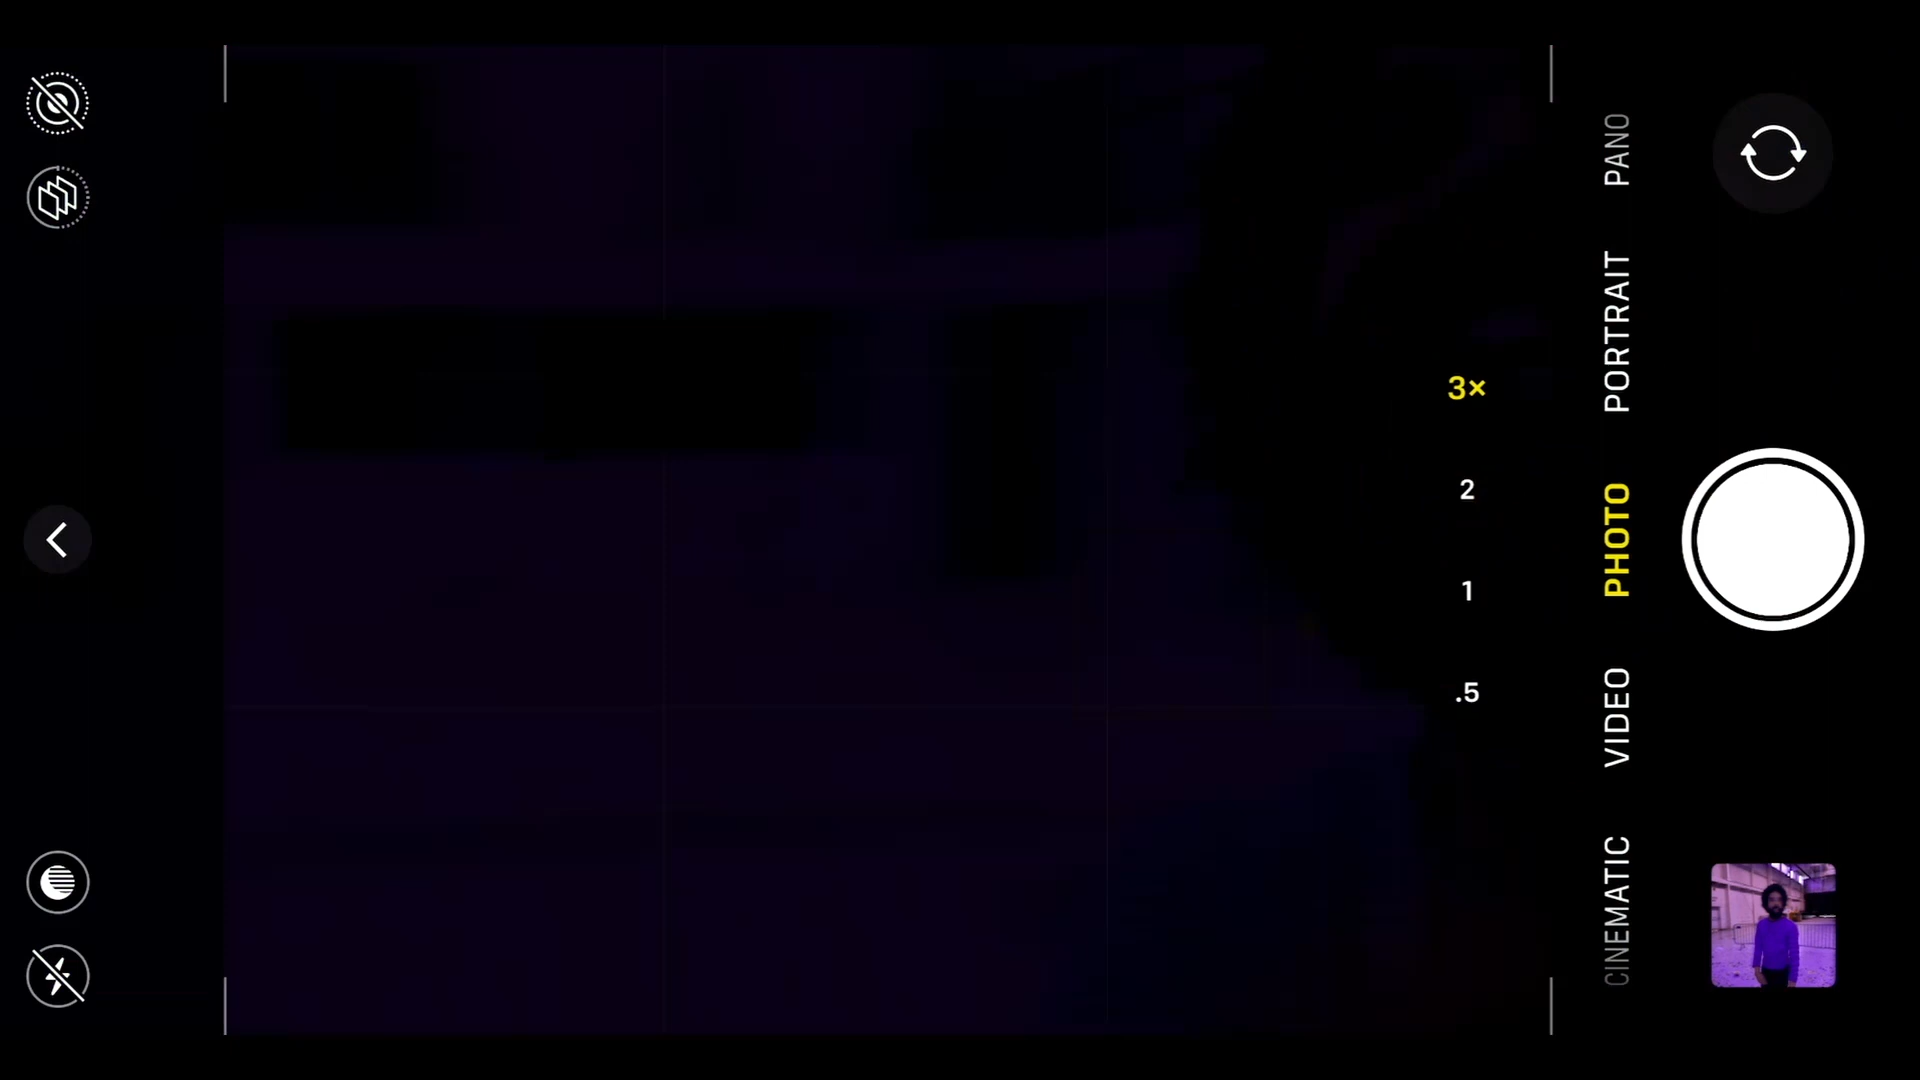 3×
2
1
.5
PANO
PORTRAIT
PHOTO
VIDEO
CINEMATIC